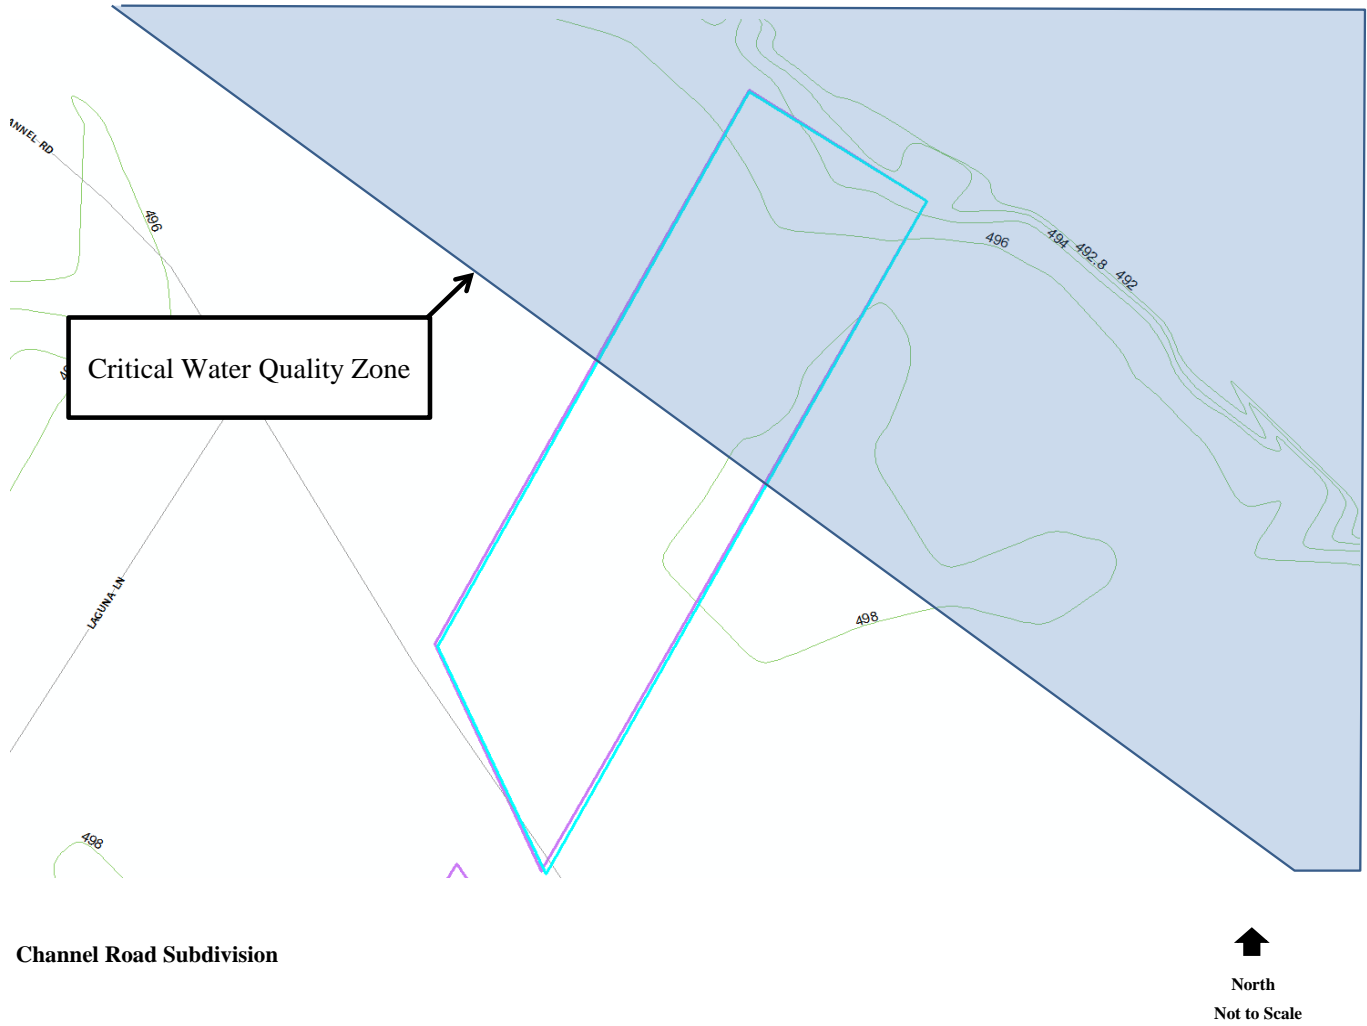 ANNEL RD
496
Critical Water Quality Zone
496
494
492.8
492
LAGUNA LN
498
498
Channel Road Subdivision
North
Not to Scale